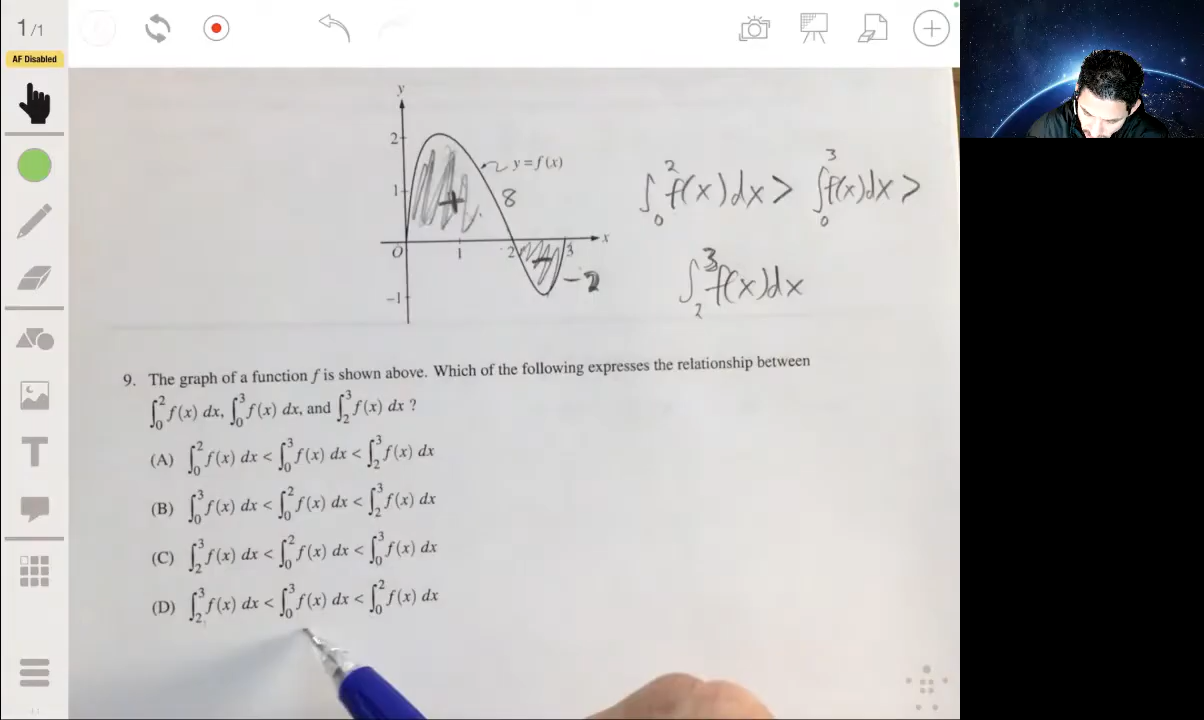 1/1
AF Disabled
y
2
1
y = f(x)
8
+
O
1
2
3
x
−
−2
−1
∫₀² f(x)dx > ∫₀³ f(x)dx >
∫₂³ f(x)dx
9. The graph of a function f is shown above. Which of the following expresses the relationship between
∫₀² f(x) dx, ∫₀³ f(x) dx, and ∫₂³ f(x) dx ?
(A) ∫₀² f(x) dx < ∫₀³ f(x) dx < ∫₂³ f(x) dx
(B) ∫₀³ f(x) dx < ∫₀² f(x) dx < ∫₂³ f(x) dx
(C) ∫₂³ f(x) dx < ∫₀² f(x) dx < ∫₀³ f(x) dx
(D) ∫₂³ f(x) dx < ∫₀³ f(x) dx < ∫₀² f(x) dx
T